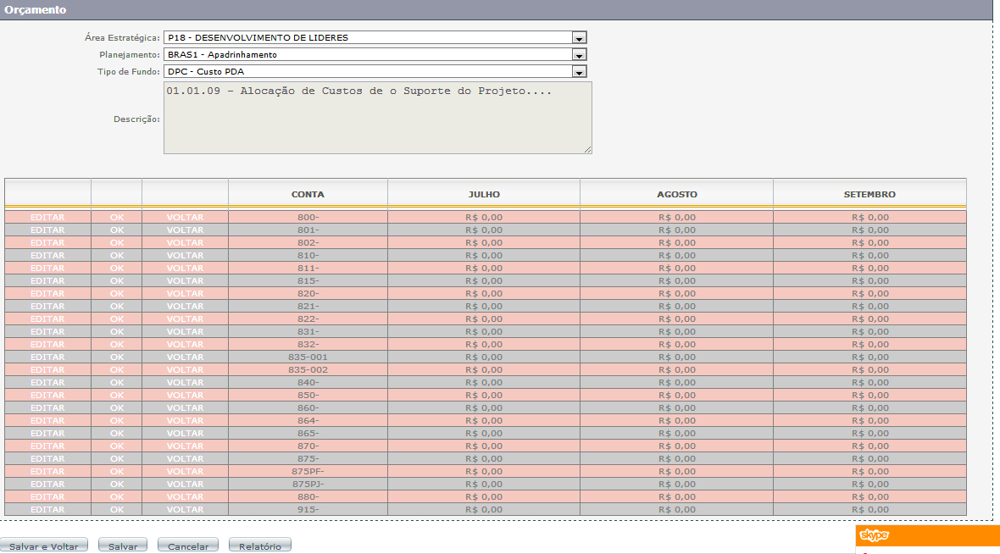 Orçamento
Área Estratégica: P18 - DESENVOLVIMENTO DE LIDERES
Planejamento: BRAS1 - Apadrinhamento
Tipo de Fundo: DPC - Custo PDA
01.01.09 - Alocação de Custos de o Suporte do Projeto....
Descrição:
CONTA JULHO AGOSTO SETEMBRO
EDITAR OK VOLTAR 800- R$ 0,00 R$ 0,00 R$ 0,00
EDITAR OK VOLTAR 801- R$ 0,00 R$ 0,00 R$ 0,00
EDITAR OK VOLTAR 802- R$ 0,00 R$ 0,00 R$ 0,00
EDITAR OK VOLTAR 810- R$ 0,00 R$ 0,00 R$ 0,00
EDITAR OK VOLTAR 811- R$ 0,00 R$ 0,00 R$ 0,00
EDITAR OK VOLTAR 815- R$ 0,00 R$ 0,00 R$ 0,00
EDITAR OK VOLTAR 820- R$ 0,00 R$ 0,00 R$ 0,00
EDITAR OK VOLTAR 821- R$ 0,00 R$ 0,00 R$ 0,00
EDITAR OK VOLTAR 822- R$ 0,00 R$ 0,00 R$ 0,00
EDITAR OK VOLTAR 831- R$ 0,00 R$ 0,00 R$ 0,00
EDITAR OK VOLTAR 832- R$ 0,00 R$ 0,00 R$ 0,00
EDITAR OK VOLTAR 835-001 R$ 0,00 R$ 0,00 R$ 0,00
EDITAR OK VOLTAR 835-002 R$ 0,00 R$ 0,00 R$ 0,00
EDITAR OK VOLTAR 840- R$ 0,00 R$ 0,00 R$ 0,00
EDITAR OK VOLTAR 850- R$ 0,00 R$ 0,00 R$ 0,00
EDITAR OK VOLTAR 860- R$ 0,00 R$ 0,00 R$ 0,00
EDITAR OK VOLTAR 864- R$ 0,00 R$ 0,00 R$ 0,00
EDITAR OK VOLTAR 865- R$ 0,00 R$ 0,00 R$ 0,00
EDITAR OK VOLTAR 870- R$ 0,00 R$ 0,00 R$ 0,00
EDITAR OK VOLTAR 875- R$ 0,00 R$ 0,00 R$ 0,00
EDITAR OK VOLTAR 875PF- R$ 0,00 R$ 0,00 R$ 0,00
EDITAR OK VOLTAR 875PJ- R$ 0,00 R$ 0,00 R$ 0,00
EDITAR OK VOLTAR 880- R$ 0,00 R$ 0,00 R$ 0,00
EDITAR OK VOLTAR 915- R$ 0,00 R$ 0,00 R$ 0,00
Salvar e Voltar Salvar Cancelar Relatório
skype